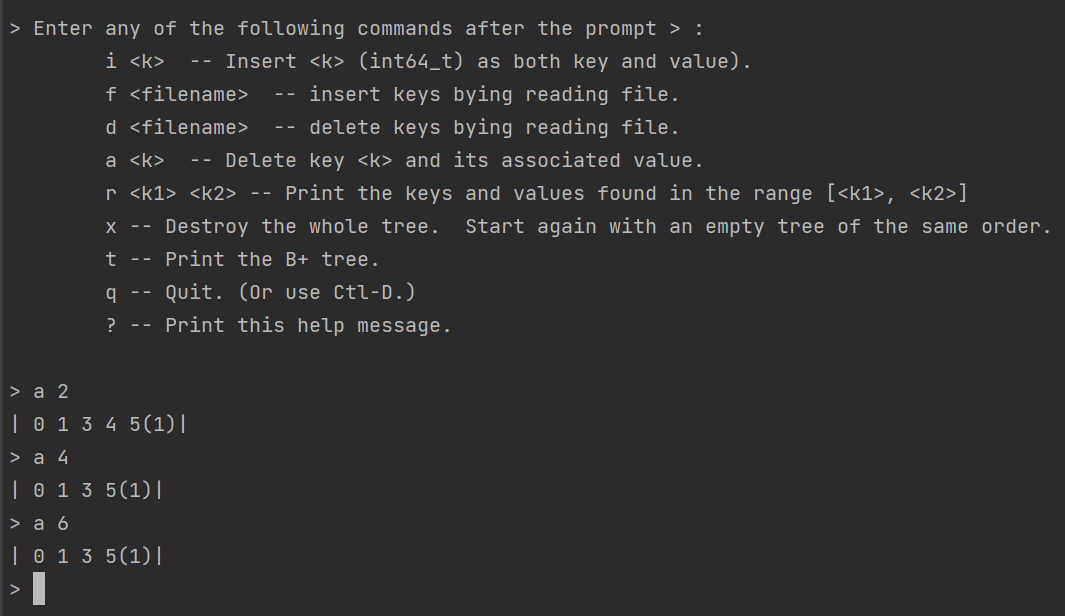 > Enter any of the following commands after the prompt > :
i <k>  -- Insert <k> (int64_t) as both key and value).
f <filename>  -- insert keys bying reading file.
d <filename>  -- delete keys bying reading file.
a <k>  -- Delete key <k> and its associated value.
r <k1> <k2> -- Print the keys and values found in the range [<k1>, <k2>]
x -- Destroy the whole tree.  Start again with an empty tree of the same order.
t -- Print the B+ tree.
q -- Quit. (Or use Ctl-D.)
? -- Print this help message.
> a 2
| 0 1 3 4 5(1)|
> a 4
| 0 1 3 5(1)|
> a 6
| 0 1 3 5(1)|
>